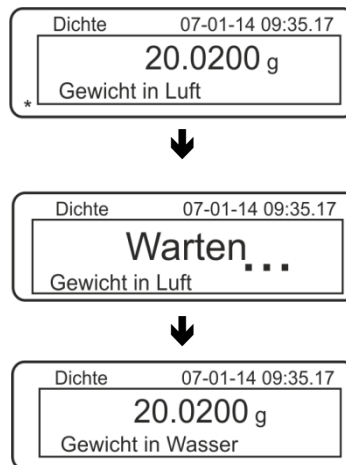 Dichte 07-01-14 09:35.17
20.0200 g
Gewicht in Luft
*
Dichte 07-01-14 09:35.17
Warten...
Gewicht in Luft
Dichte 07-01-14 09:35.17
20.0200 g
Gewicht in Wasser